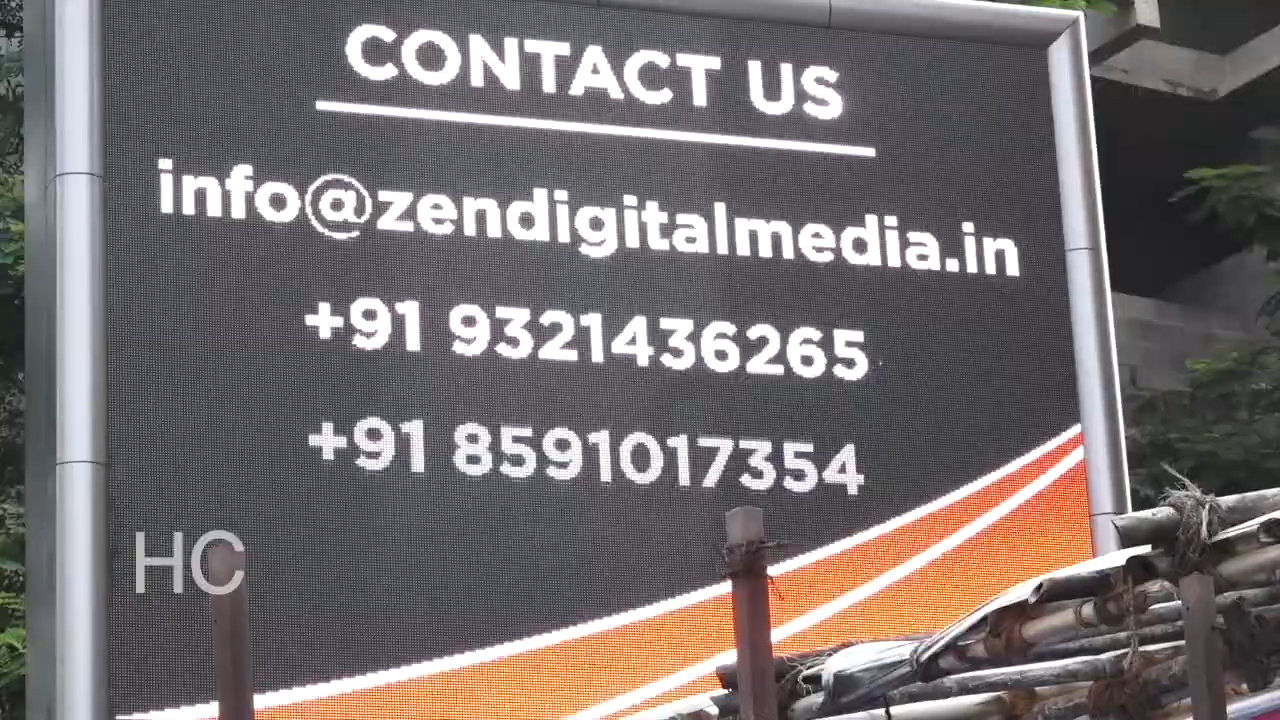 CONTACT US
info@zendigitalmedia.in
+91 9321436265
+91 8591017354
HC